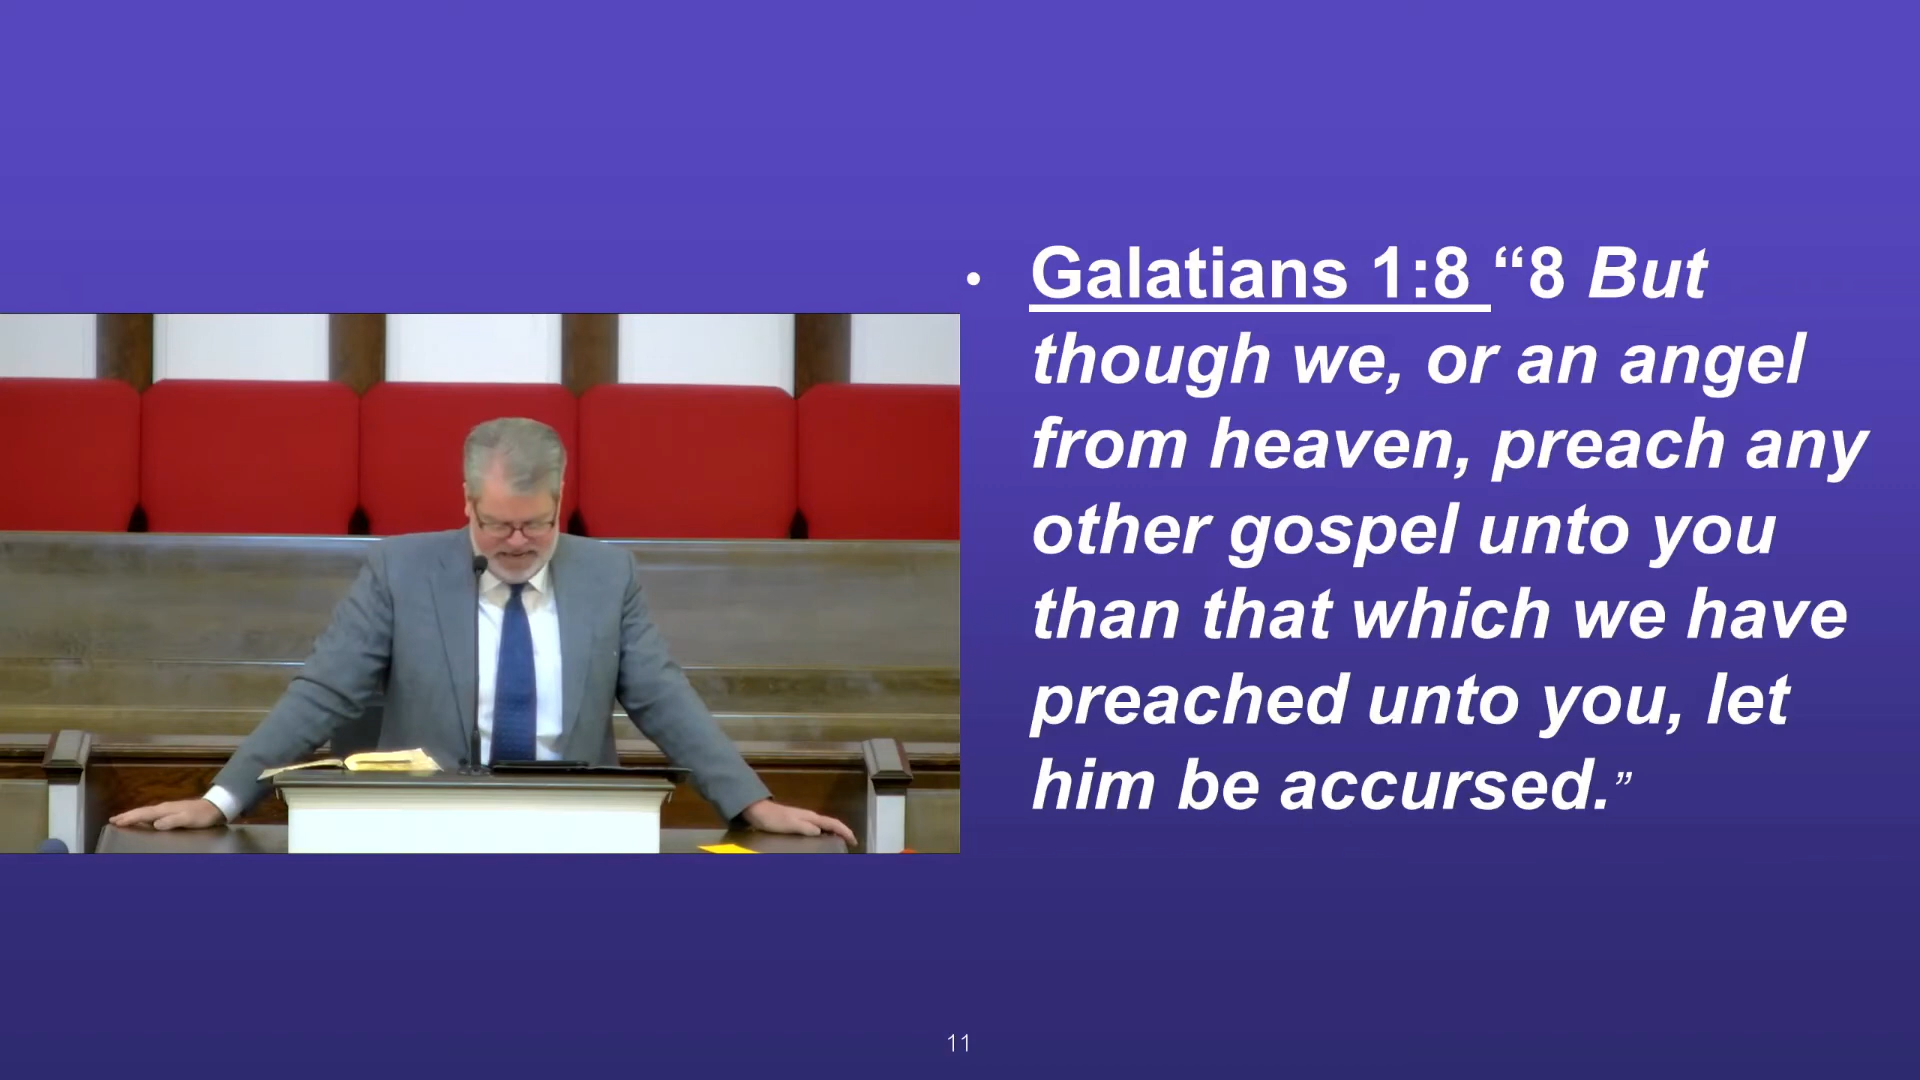 • Galatians 1:8 “8 But
though we, or an angel
from heaven, preach any
other gospel unto you
than that which we have
preached unto you, let
him be accursed.”
11